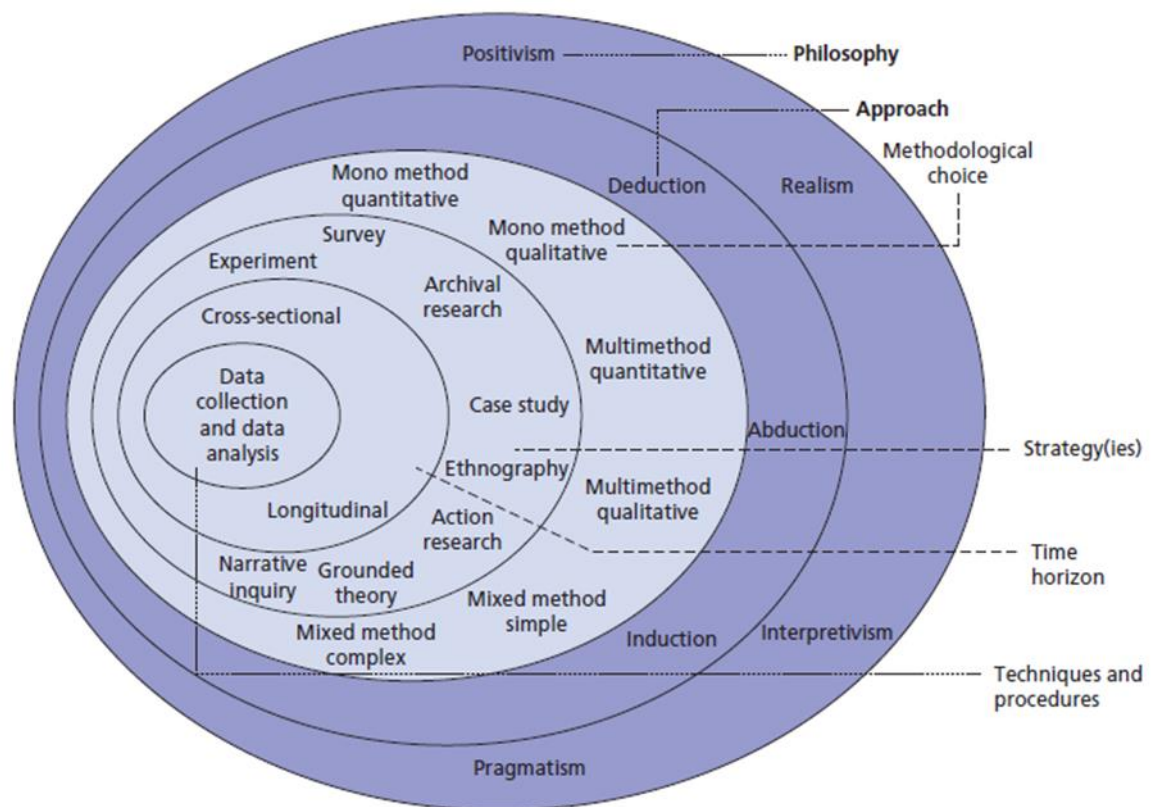 Positivism
Philosophy
Approach
Methodological
choice
Mono method
quantitative
Deduction
Realism
Survey
Mono method
qualitative
Experiment
Archival
research
Cross-sectional
Multimethod
quantitative
Data
collection
and data
analysis
Case study
Abduction
Strategy(ies)
Ethnography
Multimethod
qualitative
Longitudinal
Action
research
Time
horizon
Narrative
inquiry
Grounded
theory
Mixed method
simple
Mixed method
complex
Induction
Interpretivism
Techniques and
procedures
Pragmatism